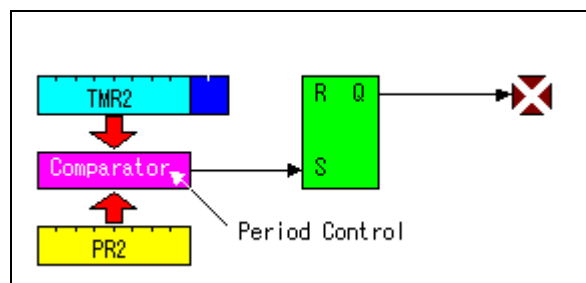 TMR2
R Q
Comparator
S
Period Control
PR2